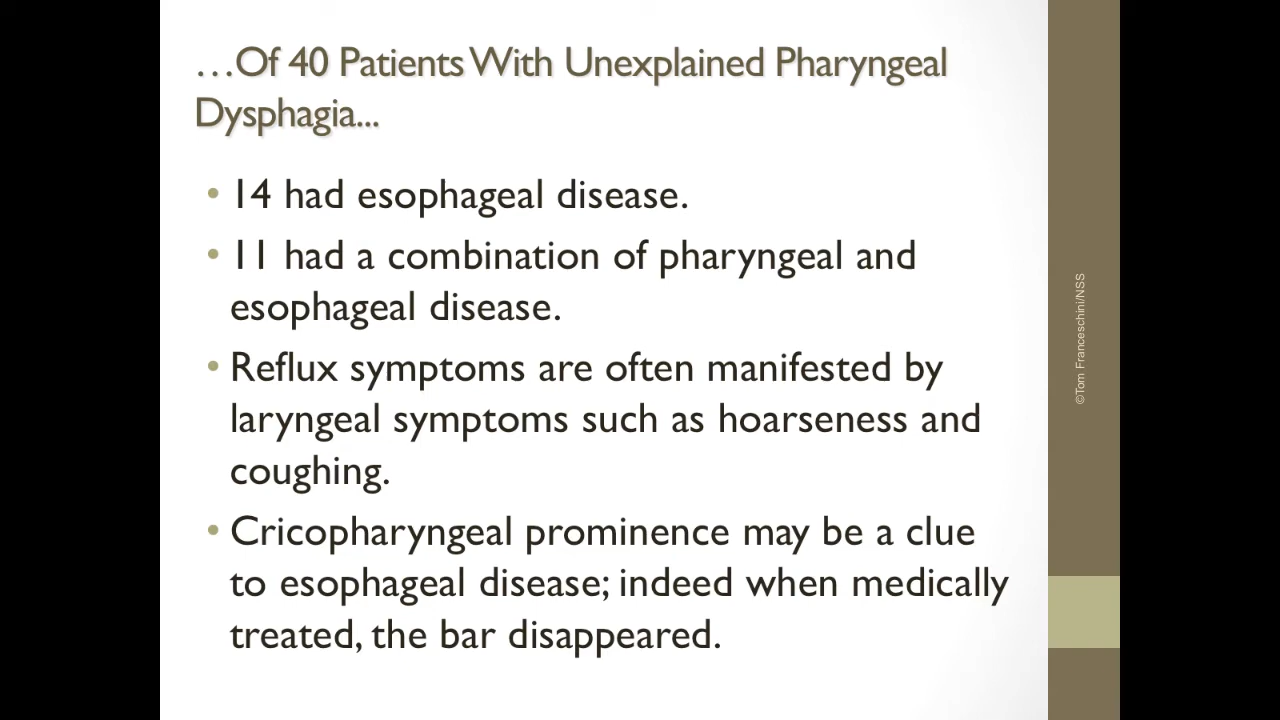 …Of 40 Patients With Unexplained Pharyngeal
Dysphagia...
• 14 had esophageal disease.
• 11 had a combination of pharyngeal and
esophageal disease.
• Reflux symptoms are often manifested by
laryngeal symptoms such as hoarseness and
coughing.
• Cricopharyngeal prominence may be a clue
to esophageal disease; indeed when medically
treated, the bar disappeared.
©Tom Franceschini/NSS